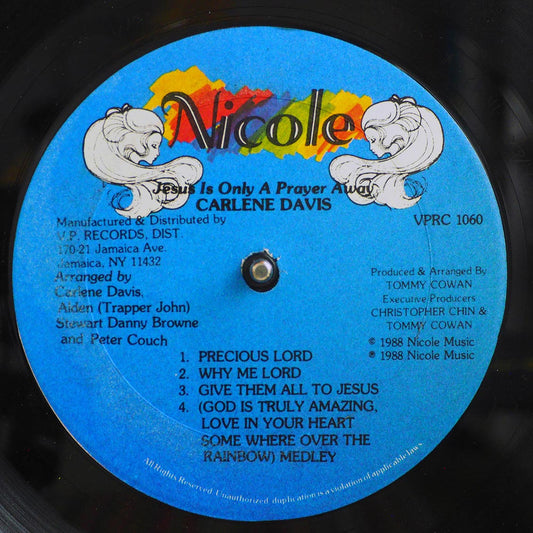 Nicole
Jesus Is Only A Prayer Away
CARLENE DAVIS
Manufactured & Distributed by
V.P. RECORDS, DIST.
170-21 Jamaica Ave.
Jamaica, NY 11432
Arranged by
Carlene Davis,
Aiden (Trapper John)
Stewart Danny Browne
and Peter Couch
VPRC 1060
Produced & Arranged By
TOMMY COWAN
Executive Producers
CHRISTOPHER CHIN &
TOMMY COWAN
© 1988 Nicole Music
℗ 1988 Nicole Music
1. PRECIOUS LORD
2. WHY ME LORD
3. GIVE THEM ALL TO JESUS
4. (GOD IS TRULY AMAZING,
LOVE IN YOUR HEART
SOME WHERE OVER THE
RAINBOW) MEDLEY
All Rights Reserved. Unauthorized duplication is a violation of applicable laws.